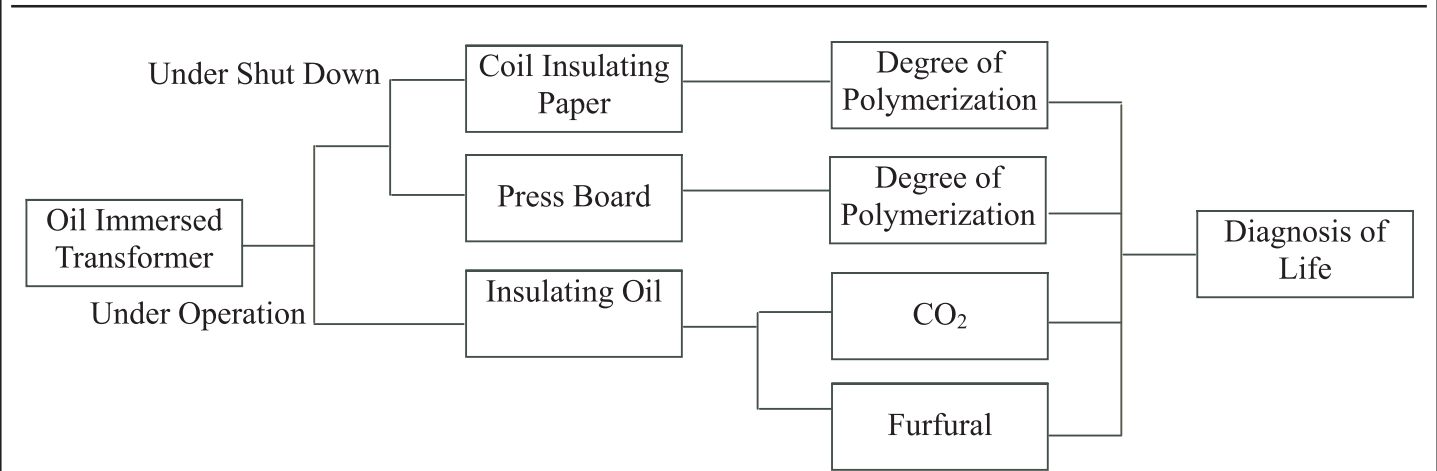 Under Shut Down
Coil Insulating
Paper
Degree of
Polymerization
Press Board
Degree of
Polymerization
Oil Immersed
Transformer
Under Operation
Insulating Oil
CO₂
Furfural
Diagnosis of
Life